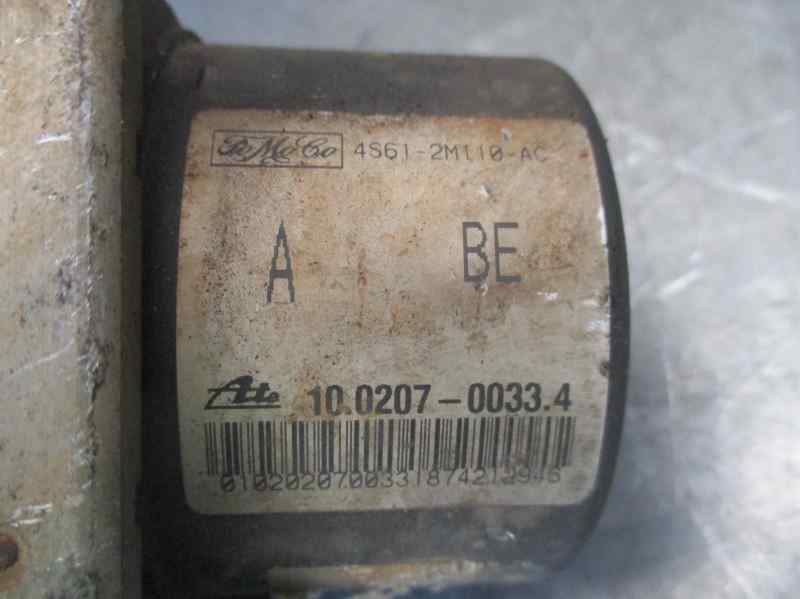 FoMoCo 4S61-2M110-AC
A BE
Ate 10.0207-0033.4